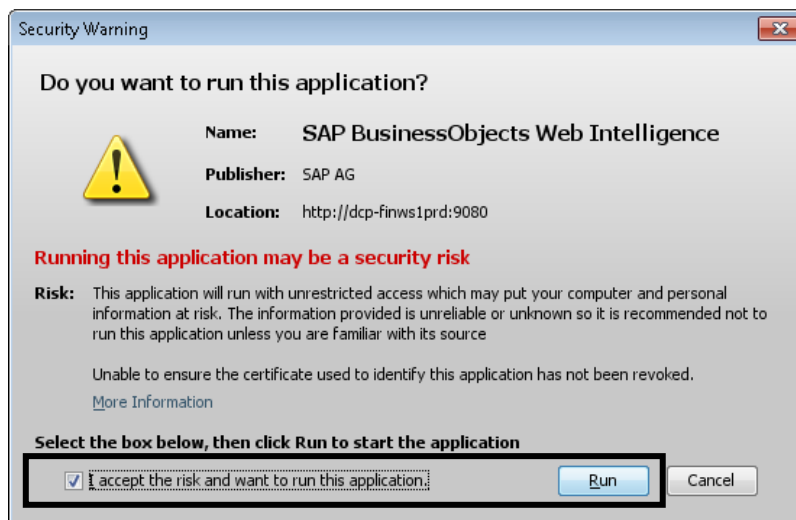 Security Warning
Do you want to run this application?
Name: SAP BusinessObjects Web Intelligence
Publisher: SAP AG
Location: http://dcp-finws1prd:9080
Running this application may be a security risk
Risk: This application will run with unrestricted access which may put your computer and personal
information at risk. The information provided is unreliable or unknown so it is recommended not to
run this application unless you are familiar with its source
Unable to ensure the certificate used to identify this application has not been revoked.
More Information
Select the box below, then click Run to start the application
I accept the risk and want to run this application. Run Cancel